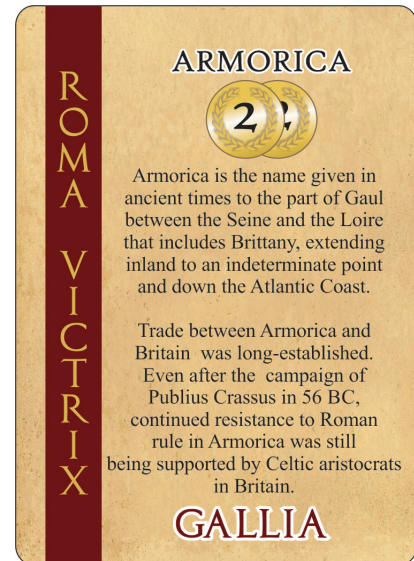 ROMA VICTRIX
ARMORICA
2 2
Armorica is the name given in
ancient times to the part of Gaul
between the Seine and the Loire
that includes Brittany, extending
inland to an indeterminate point
and down the Atlantic Coast.
Trade between Armorica and
Britain was long-established.
Even after the campaign of
Publius Crassus in 56 BC,
continued resistance to Roman
rule in Armorica was still
being supported by Celtic aristocrats
in Britain.
GALLIA